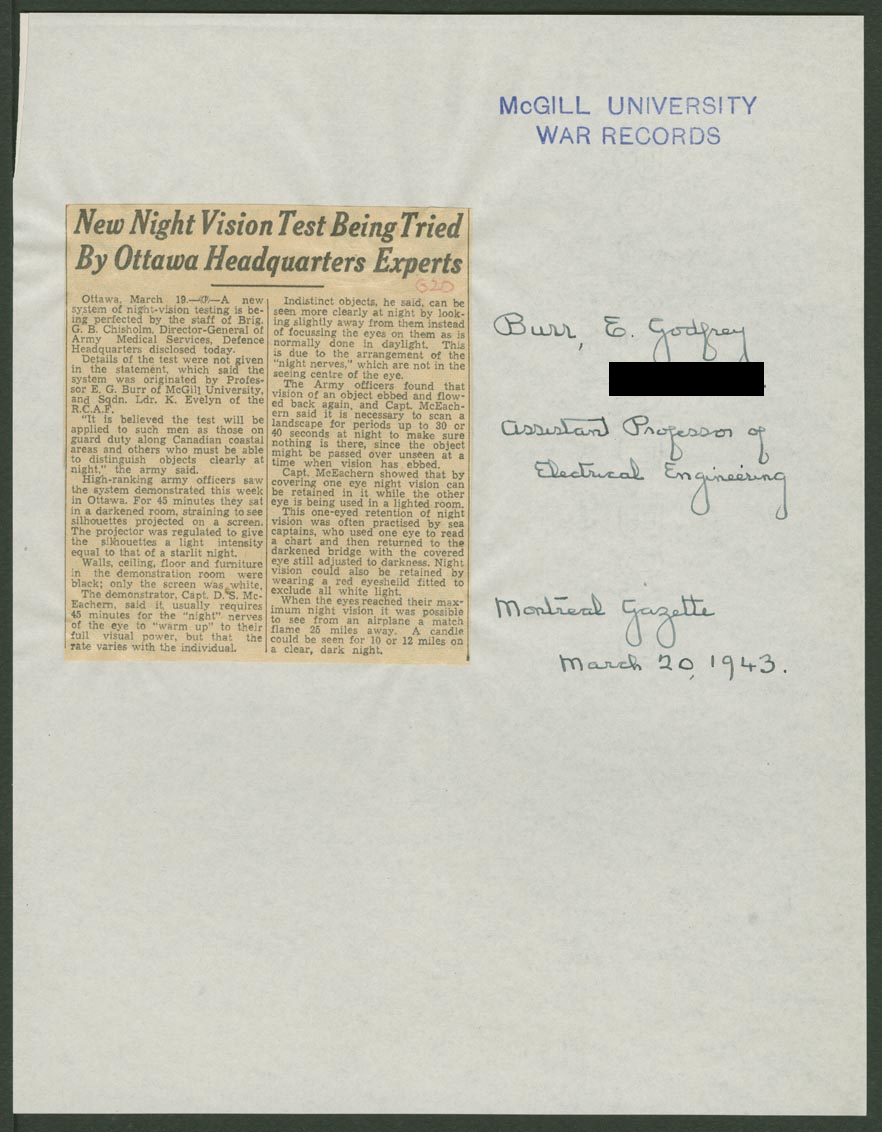 McGILL UNIVERSITY
WAR RECORDS
New Night Vision Test Being Tried
By Ottawa Headquarters Experts
G20
Ottawa, March 19.—(CP)—A new
system of night-vision testing is be-
ing perfected by the staff of Brig.
G. B. Chisholm, Director-General of
Army Medical Services, Defence
Headquarters disclosed today.
Details of the test were not given
in the statement, which said the
system was originated by Profes-
sor E. G. Burr of McGill University,
and Sqdn. Ldr. K. Evelyn of the
R.C.A.F.
"It is believed the test will be
applied to such men as those on
guard duty along Canadian coastal
areas and others who must be able
to distinguish objects clearly at
night," the army said.
High-ranking army officers saw
the system demonstrated this week
in Ottawa. For 45 minutes they sat
in a darkened room, straining to see
silhouettes projected on a screen.
The projector was regulated to give
the silhouettes a light intensity
equal to that of a starlit night.
Walls, ceiling, floor and furniture
in the demonstration room were
black; only the screen was white.
The demonstrator, Capt. D. S. Mc-
Eachern, said it usually requires
45 minutes for the "night" nerves
of the eye to "warm up" to their
full visual power, but that the
rate varies with the individual.
Indistinct objects, he said, can be
seen more clearly at night by look-
ing slightly away from them instead
of focussing the eyes on them as is
normally done in daylight. This
is due to the arrangement of the
"night nerves," which are not in the
seeing centre of the eye.
The Army officers found that
vision of an object ebbed and flow-
ed back again, and Capt. McEach-
ern said it is necessary to scan a
landscape for periods up to 30 or
40 seconds at night to make sure
nothing is there, since the object
might be passed over unseen at a
time when vision has ebbed.
Capt. McEachern showed that by
covering one eye night vision can
be retained in it while the other
eye is being used in a lighted room.
This one-eyed retention of night
vision was often practised by sea
captains, who used one eye to read
a chart and then returned to the
darkened bridge with the covered
eye still adjusted to darkness. Night
vision could also be retained by
wearing a red eyesheild fitted to
exclude all white light.
When the eyes reached their max-
imum night vision it was possible
to see from an airplane a match
flame 25 miles away. A candle
could be seen for 10 or 12 miles on
a clear, dark night.
Burr, E. Godfrey
Assistant Professor of
Electrical Engineering
Montreal Gazette
March 20, 1943.